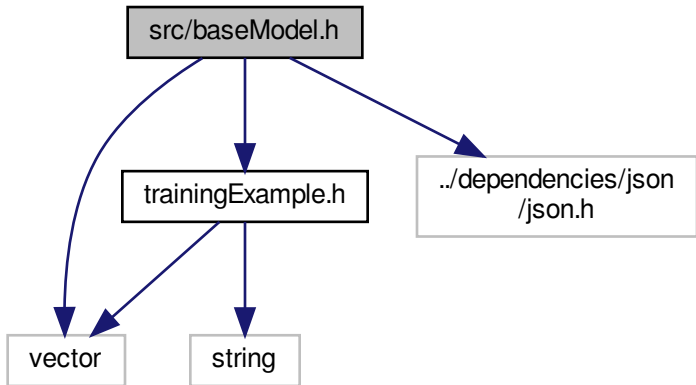 src/baseModel.h
trainingExample.h
../dependencies/json
/json.h
vector
string